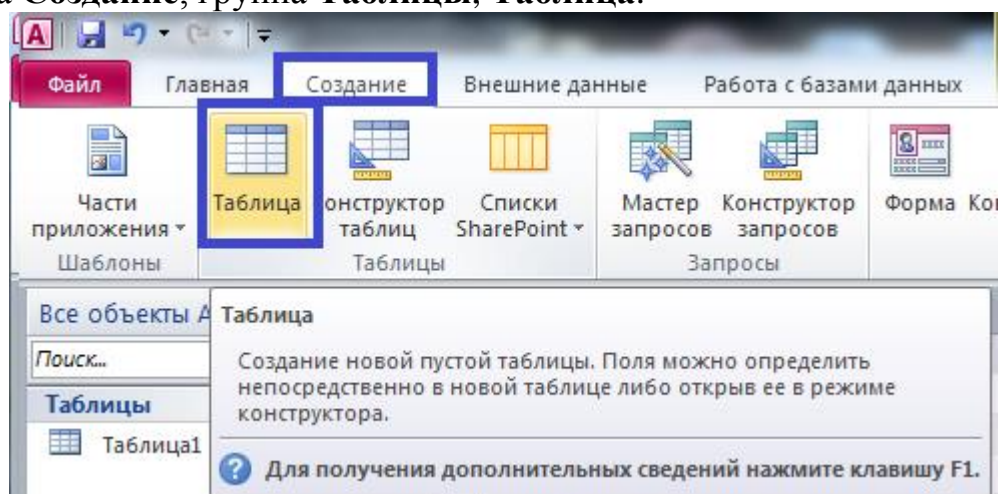 а Создание, группа Таблицы, Таблица.
A
Файл Главная Создание Внешние данные Работа с базами данных
Части приложения
Таблица
онструктор таблиц
Списки SharePoint
Мастер запросов
Конструктор запросов
Форма
Кон
Шаблоны Таблицы Запросы
Все объекты A
Поиск...
Таблицы
Таблица1
Таблица
Создание новой пустой таблицы. Поля можно определить
непосредственно в новой таблице либо открыв ее в режиме
конструктора.
Для получения дополнительных сведений нажмите клавишу F1.